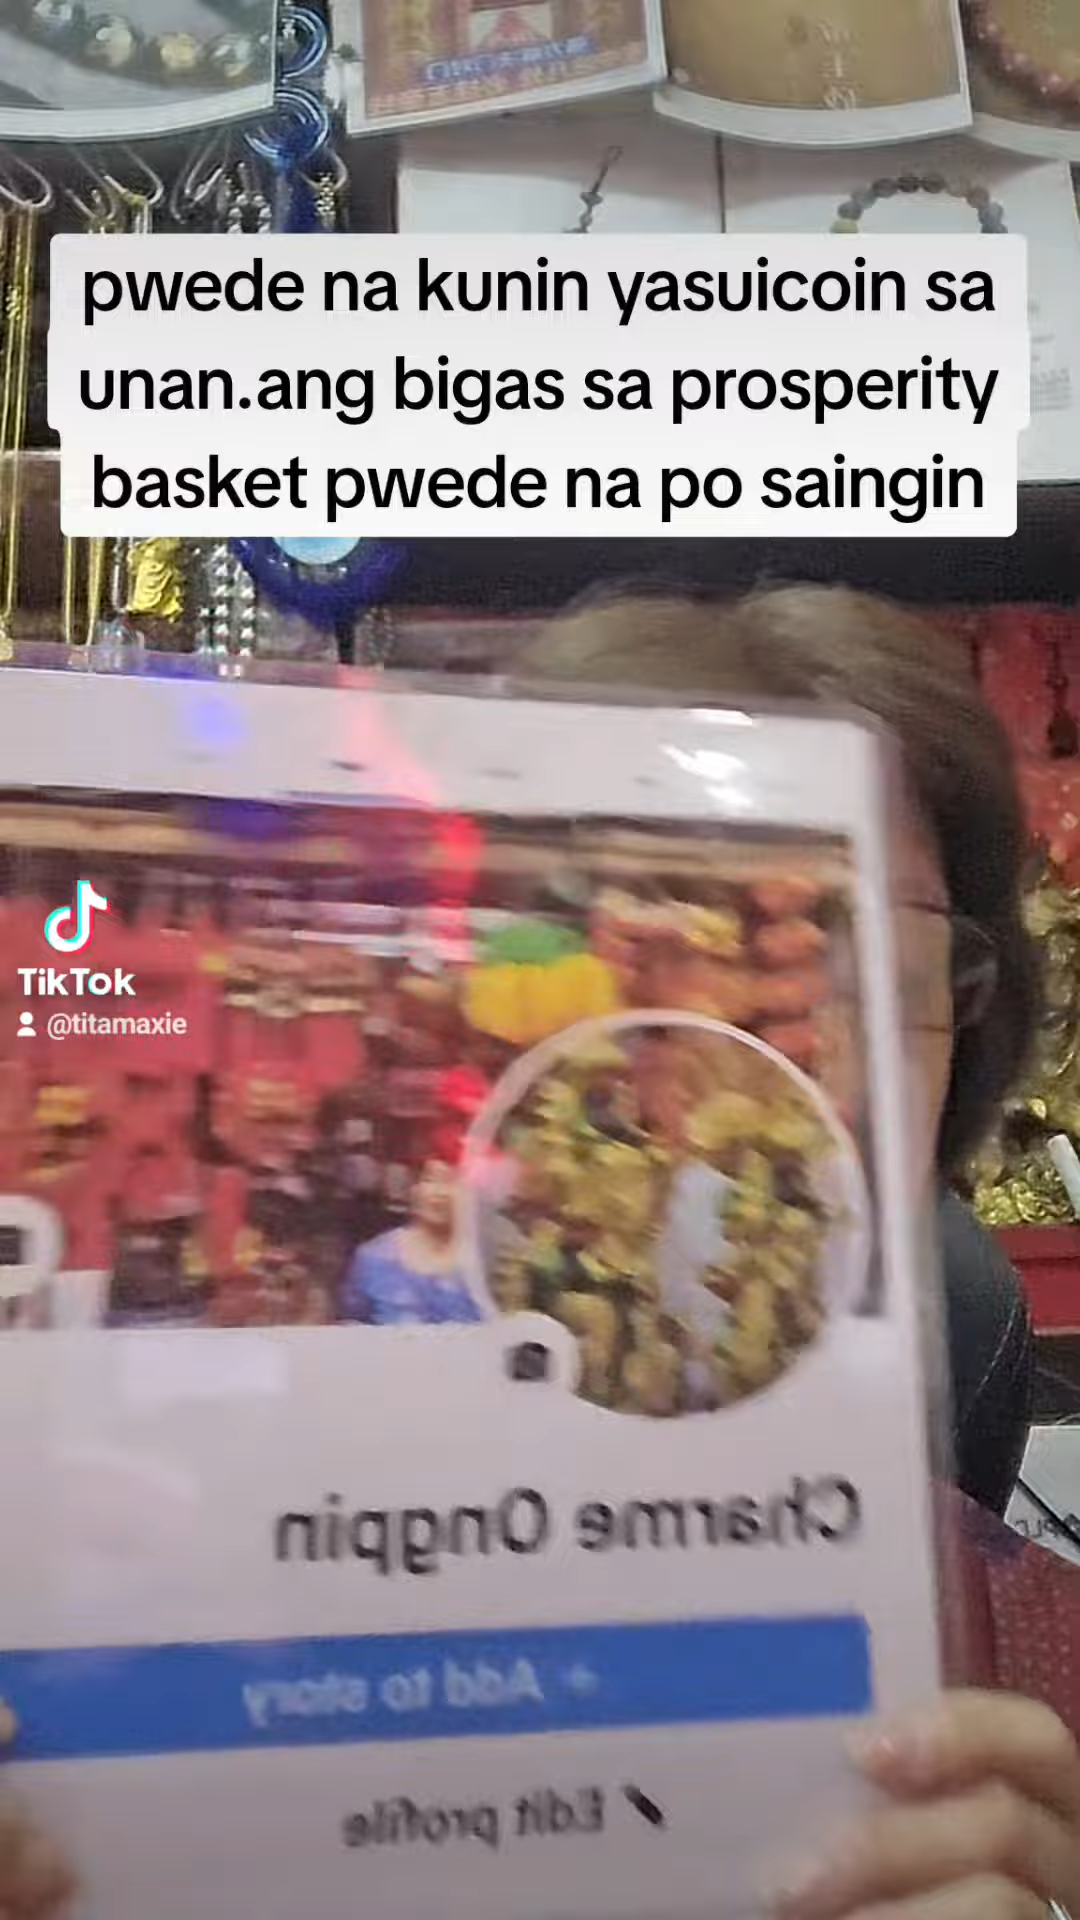 pwede na kunin yasuicoin sa
unan.ang bigas sa prosperity
basket pwede na po saingin
TikTok
@titamaxie
Charme Ongpin
+ Add to story
Edit profile